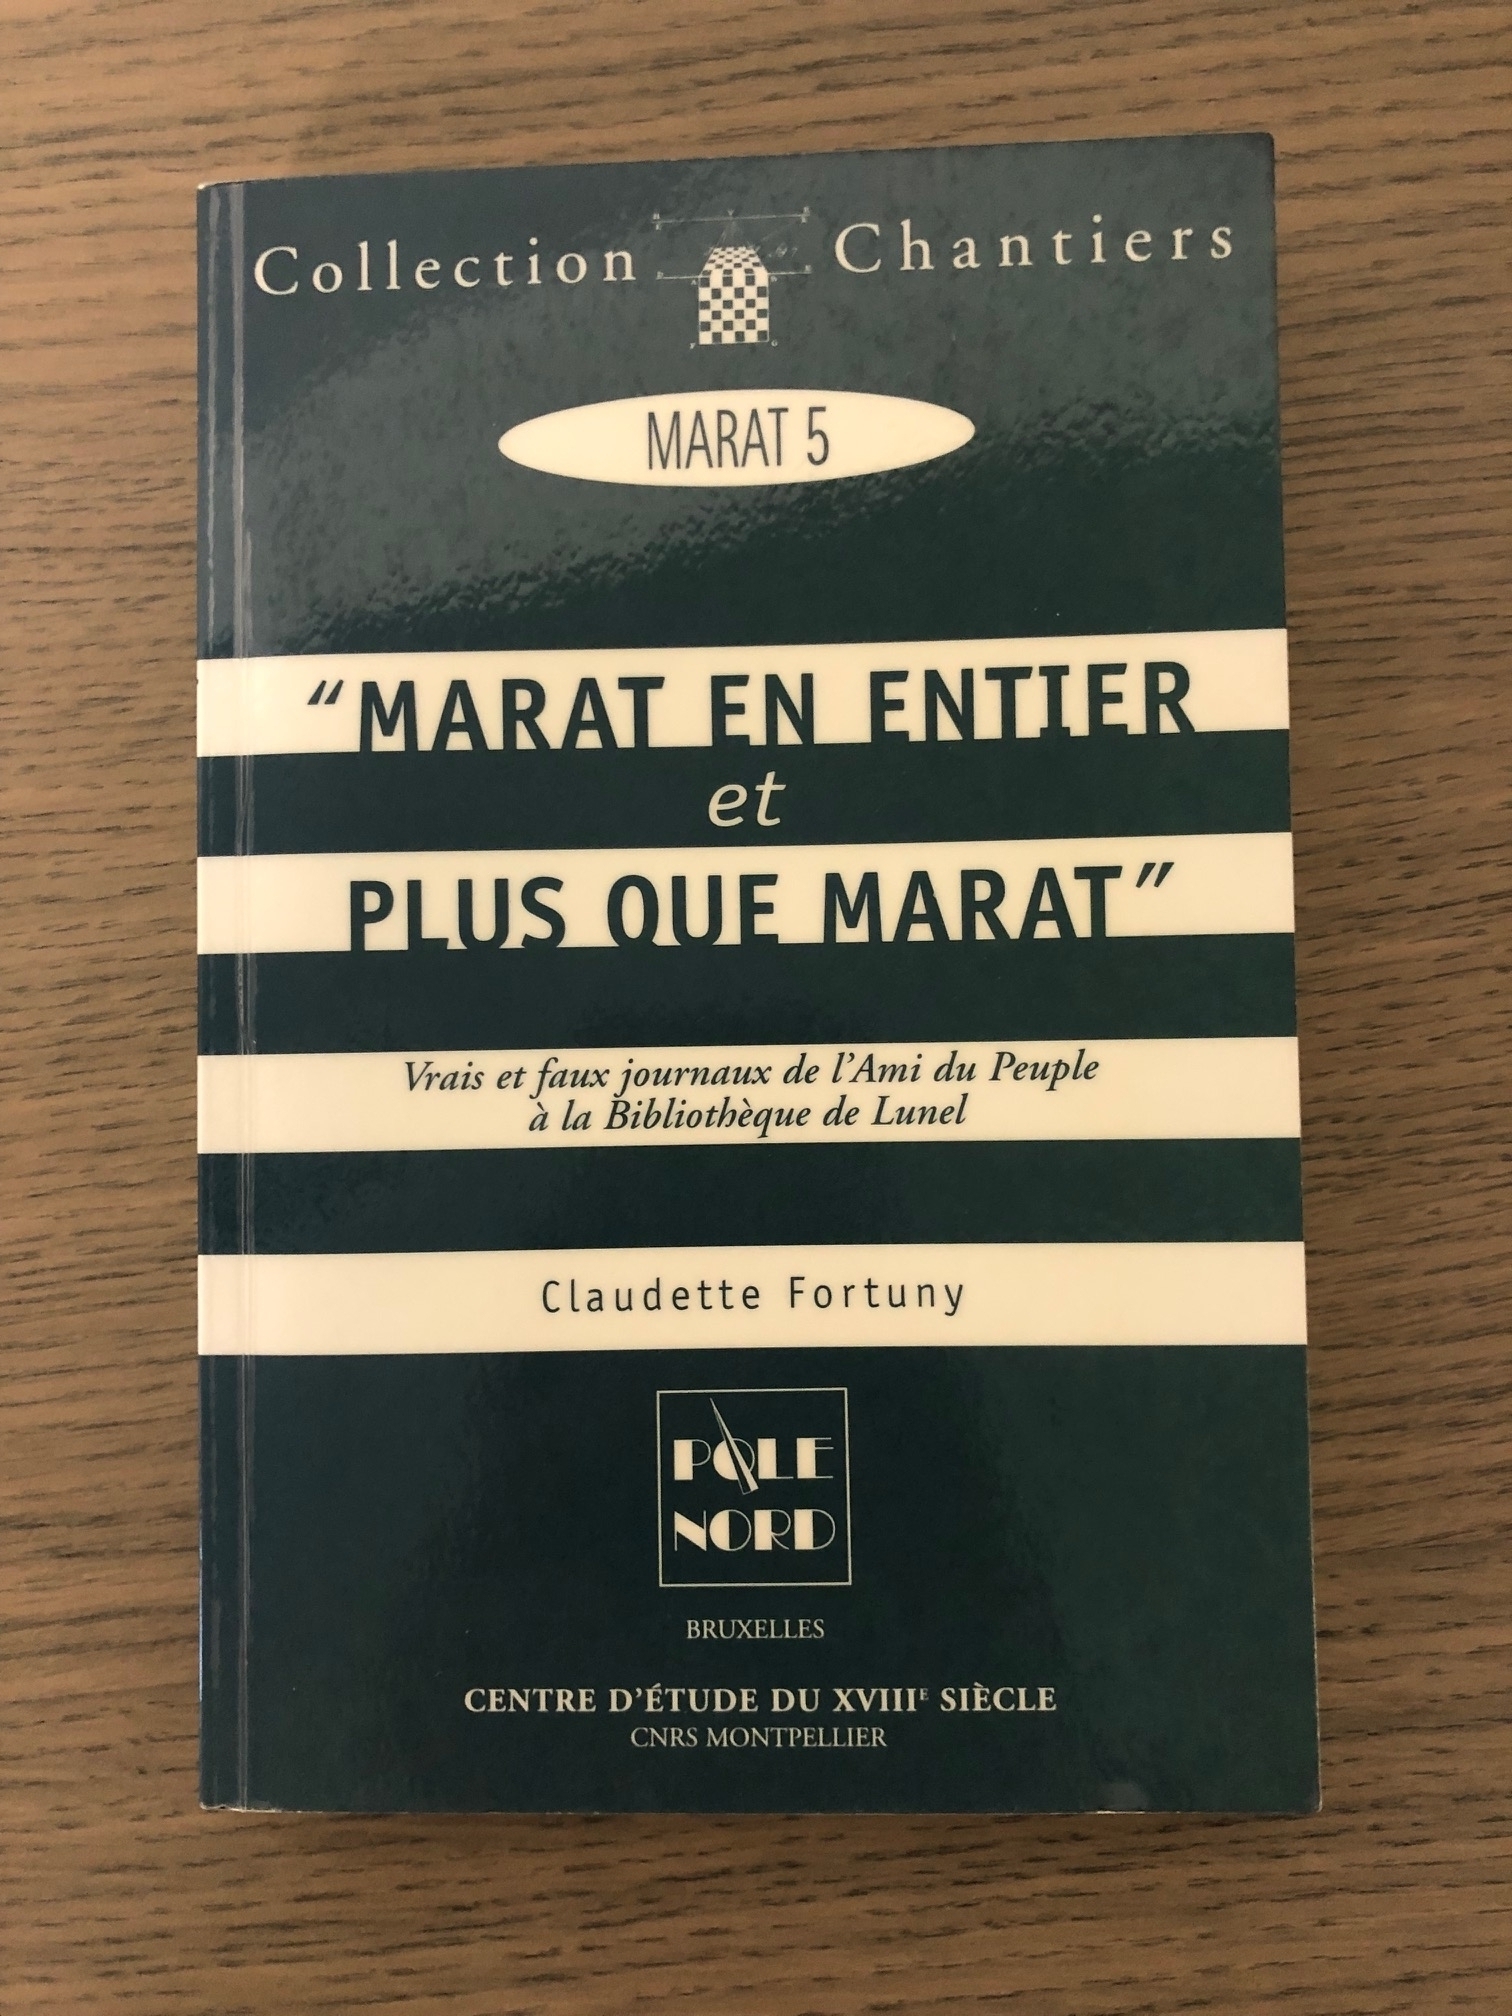 Collection Chantiers
MARAT 5
“MARAT EN ENTIER
et
PLUS QUE MARAT”
Vrais et faux journaux de l’Ami du Peuple
à la Bibliothèque de Lunel
Claudette Fortuny
PÔLE
NORD
BRUXELLES
CENTRE D’ÉTUDE DU XVIIIᴱ SIÈCLE
CNRS MONTPELLIER